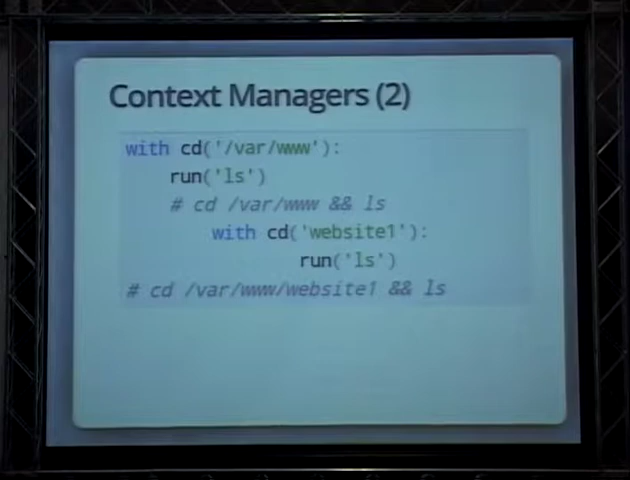 Context Managers (2)
with cd('/var/www'):
run('ls')
# cd /var/www && ls
with cd('website1'):
run('ls')
# cd /var/www/website1 && ls